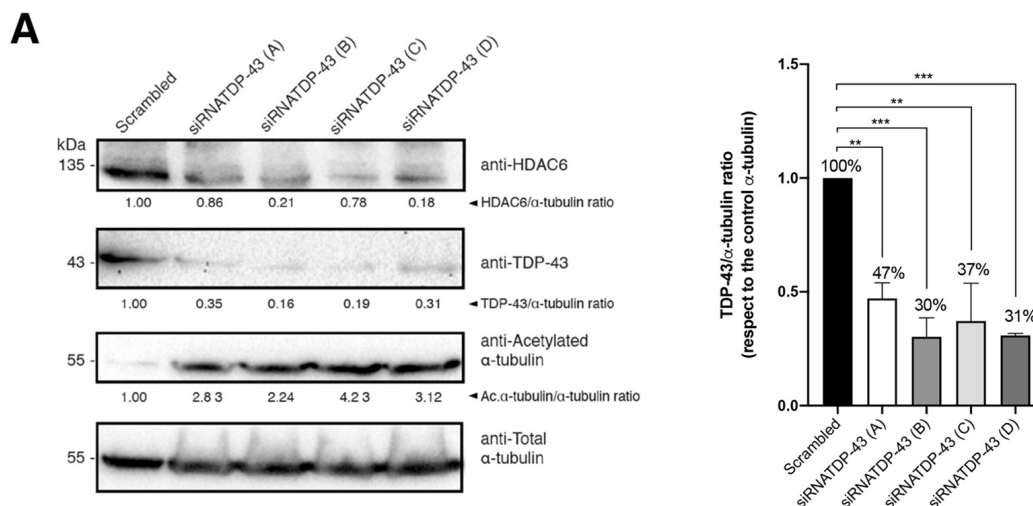 A
Scrambled
siRNATDP-43 (A)
siRNATDP-43 (B)
siRNATDP-43 (C)
siRNATDP-43 (D)
kDa
135 -
anti-HDAC6
1.00 0.86 0.21 0.78 0.18 ◄ HDAC6/α-tubulin ratio
43 -
anti-TDP-43
1.00 0.35 0.16 0.19 0.31 ◄ TDP-43/α-tubulin ratio
55 -
anti-Acetylated
α-tubulin
1.00 2.8 3 2.24 4.2 3 3.12 ◄ Ac.α-tubulin/α-tubulin ratio
55 -
anti-Total
α-tubulin
TDP-43/α-tubulin ratio
(respect to the control α-tubulin)
1.5
1.0
0.5
0.0
***
**
***
**
100%
47%
30%
37%
31%
Scrambled
siRNATDP-43 (A)
siRNATDP-43 (B)
siRNATDP-43 (C)
siRNATDP-43 (D)